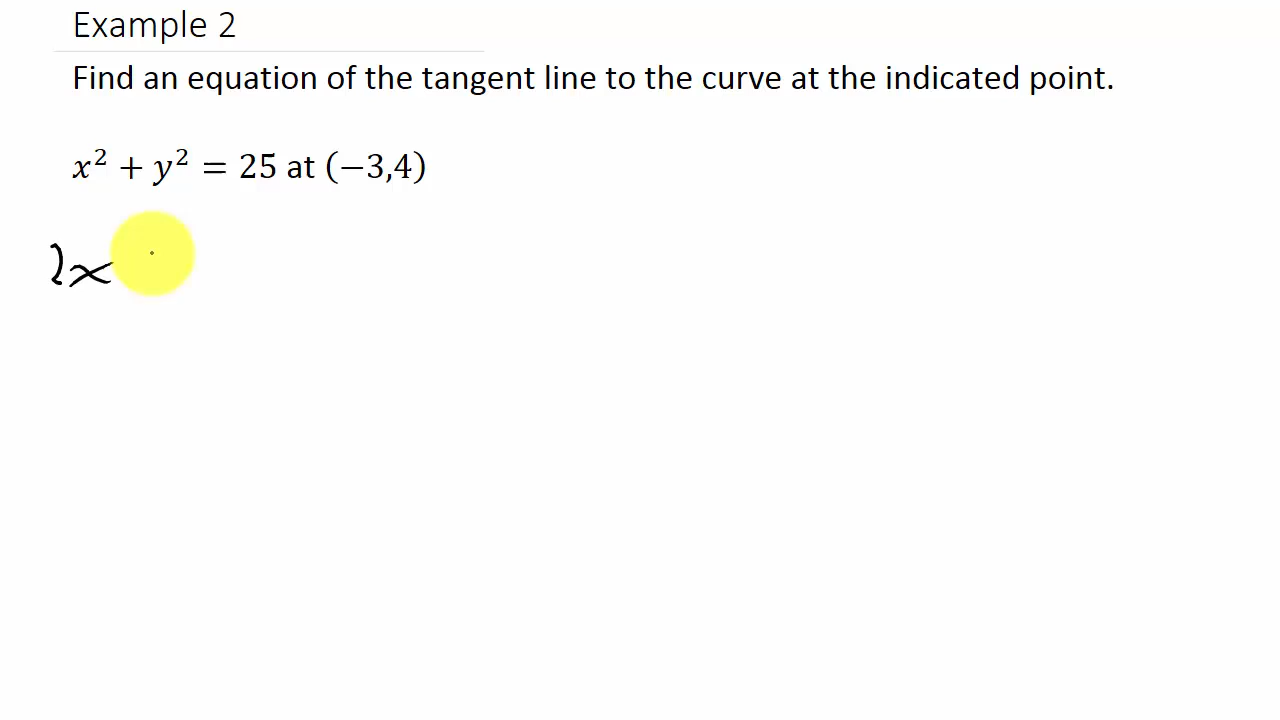 Example 2
Find an equation of the tangent line to the curve at the indicated point.
𝑥² + 𝑦² = 25 at (−3,4)
2x